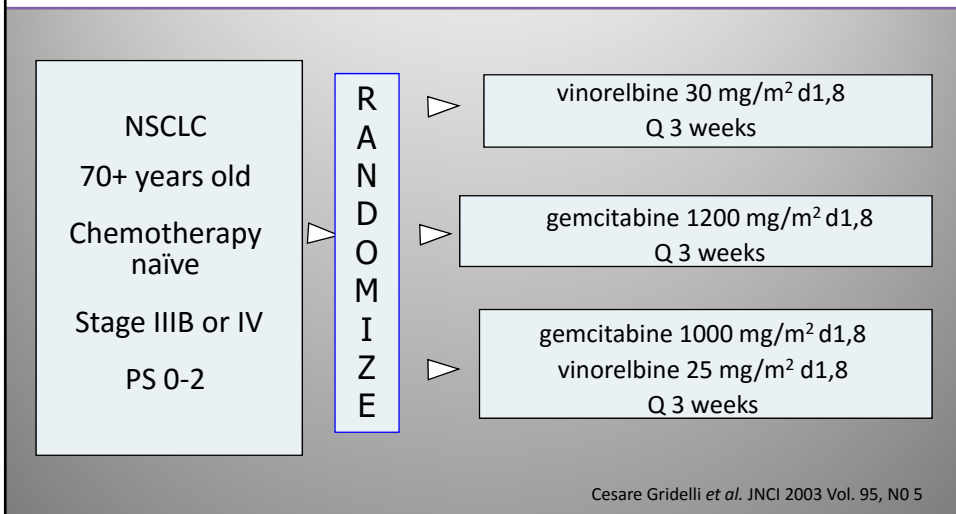 NSCLC
70+ years old
Chemotherapy
naïve
Stage IIIB or IV
PS 0-2
R
A
N
D
O
M
I
Z
E
vinorelbine 30 mg/m² d1,8
Q 3 weeks
gemcitabine 1200 mg/m² d1,8
Q 3 weeks
gemcitabine 1000 mg/m² d1,8
vinorelbine 25 mg/m² d1,8
Q 3 weeks
Cesare Gridelli et al. JNCI 2003 Vol. 95, N0 5